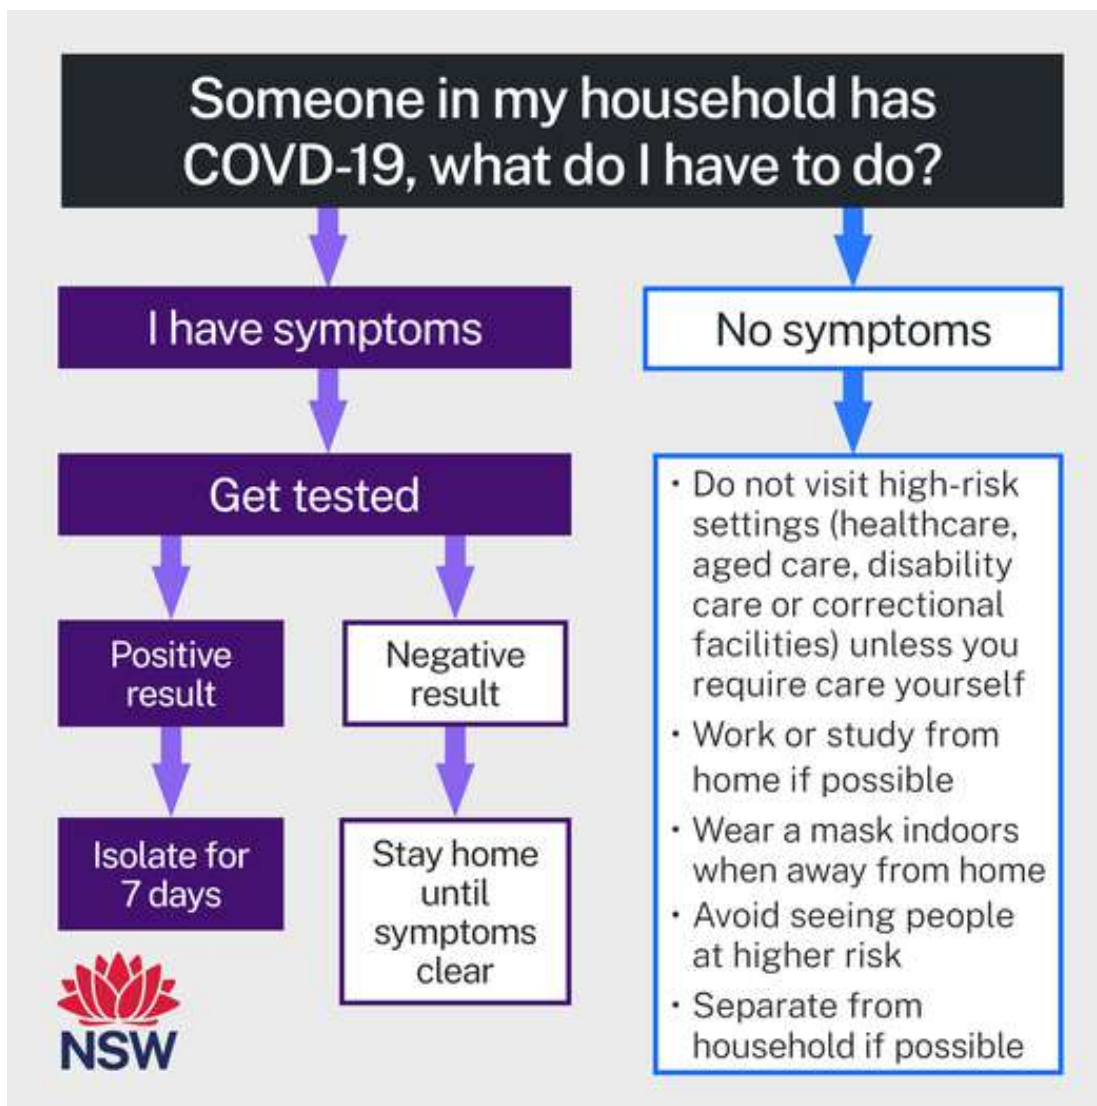 Someone in my household has
COVD-19, what do I have to do?
I have symptoms
Get tested
Positive
result
Isolate for
7 days
Negative
result
Stay home
until
symptoms
clear
No symptoms
• Do not visit high-risk
settings (healthcare,
aged care, disability
care or correctional
facilities) unless you
require care yourself
• Work or study from
home if possible
• Wear a mask indoors
when away from home
• Avoid seeing people
at higher risk
• Separate from
household if possible
NSW